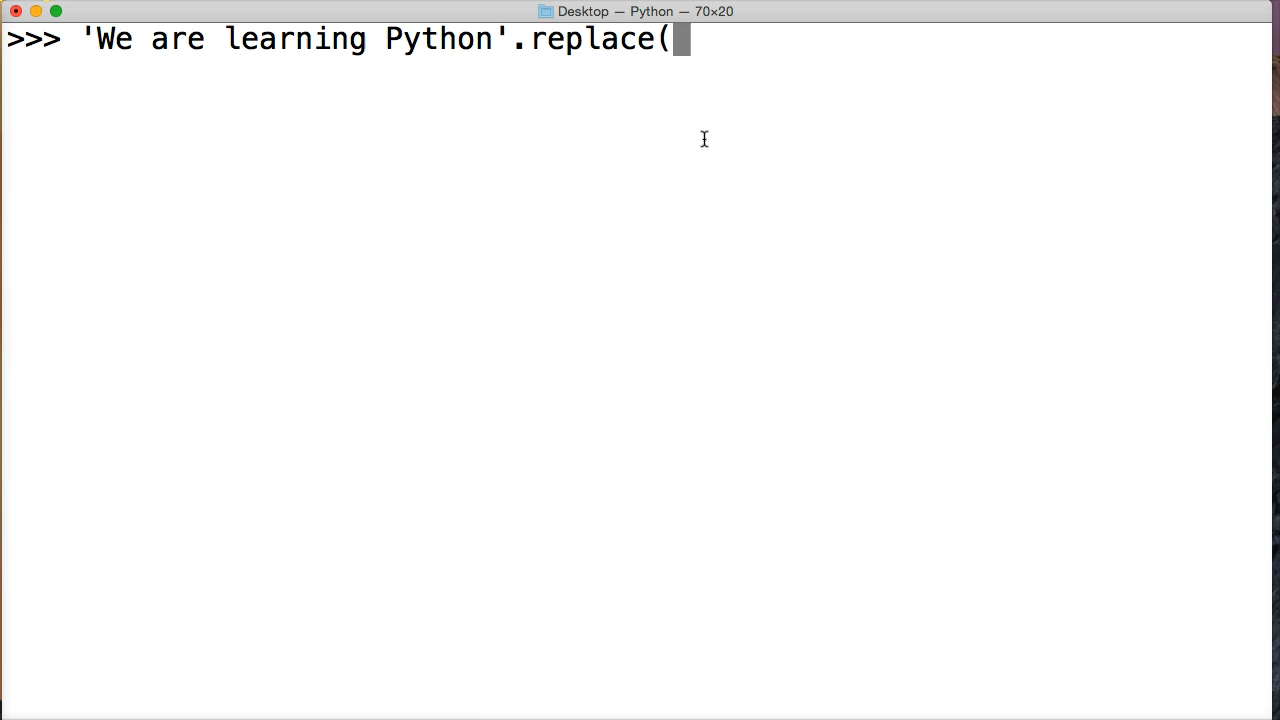 Desktop — Python — 70×20
>>> 'We are learning Python'.replace(